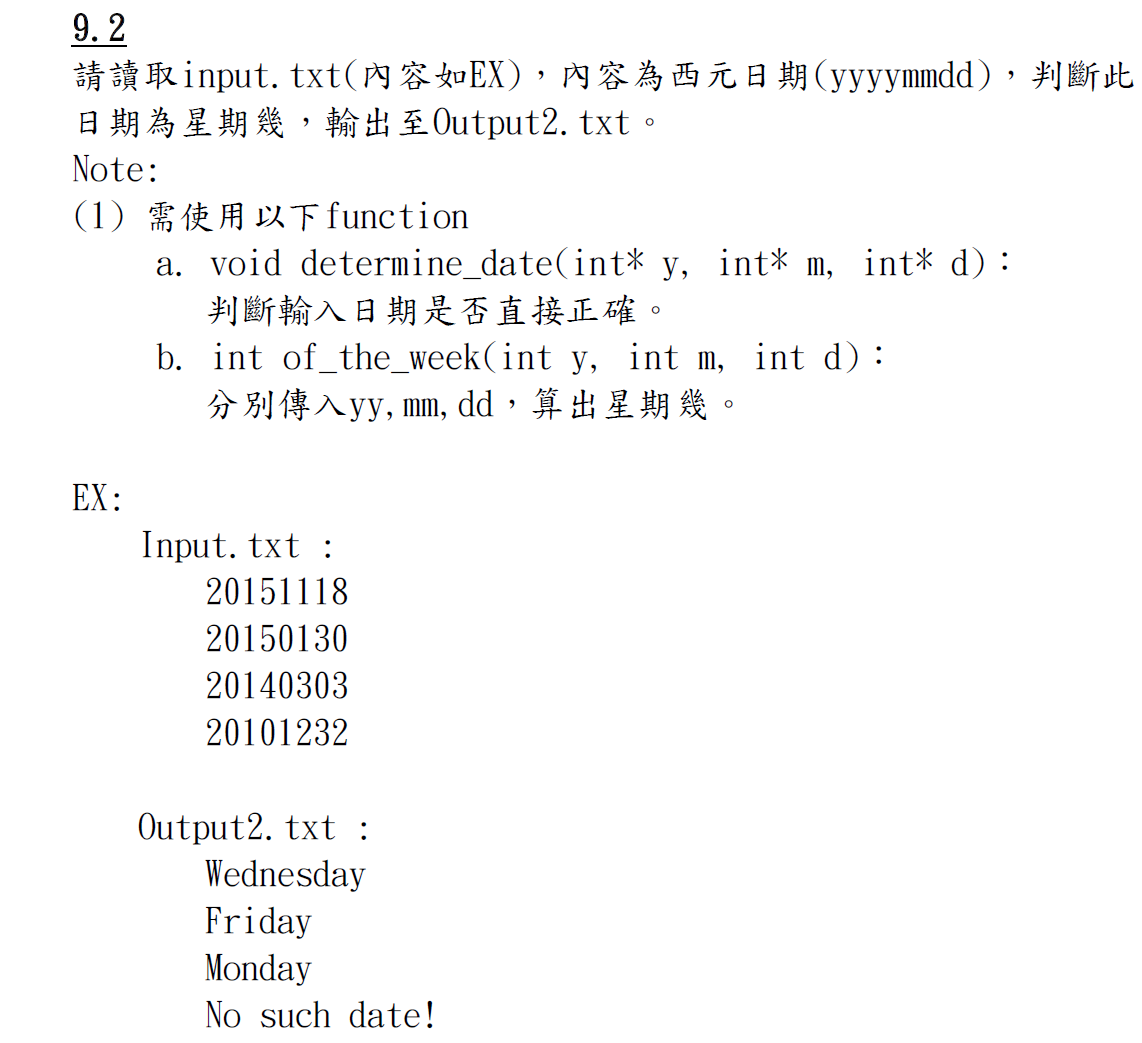 9.2
請讀取input.txt(內容如EX)，內容為西元日期(yyyymmdd)，判斷此
日期為星期幾，輸出至Output2.txt。
Note:
(1) 需使用以下function
a. void determine_date(int* y, int* m, int* d)：
判斷輸入日期是否直接正確。
b. int of_the_week(int y, int m, int d)：
分別傳入yy,mm,dd，算出星期幾。
EX:
Input.txt :
20151118
20150130
20140303
20101232
Output2.txt :
Wednesday
Friday
Monday
No such date!